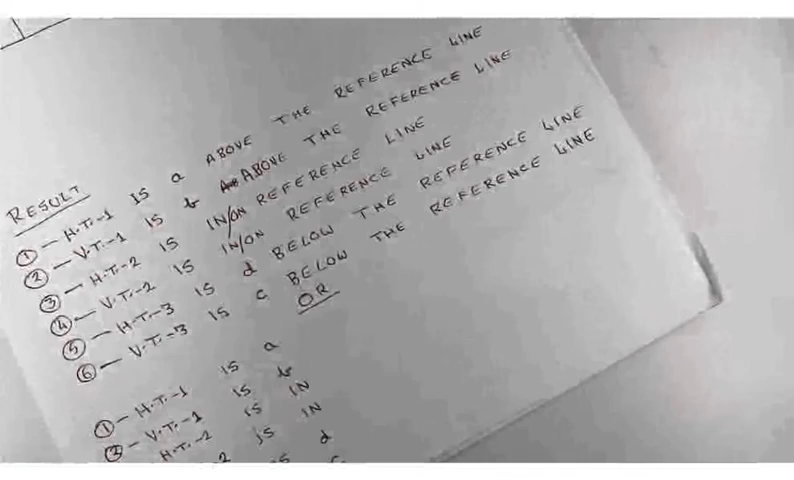 RESULT
① — H.T.-1 IS a ABOVE THE REFERENCE LINE
② — V.T.-1 IS b ABOVE THE REFERENCE LINE
③ — H.T.-2 IS IN/ON REFERENCE LINE
④ — V.T.-2 IS IN/ON REFERENCE LINE
⑤ — H.T.-3 IS d BELOW THE REFERENCE LINE
⑥ — V.T.-3 IS c BELOW THE REFERENCE LINE
OR
① — H.T.-1 IS a
② — V.T.-1 IS b
H.T.-2 IS IN
2 IS IN
IS d